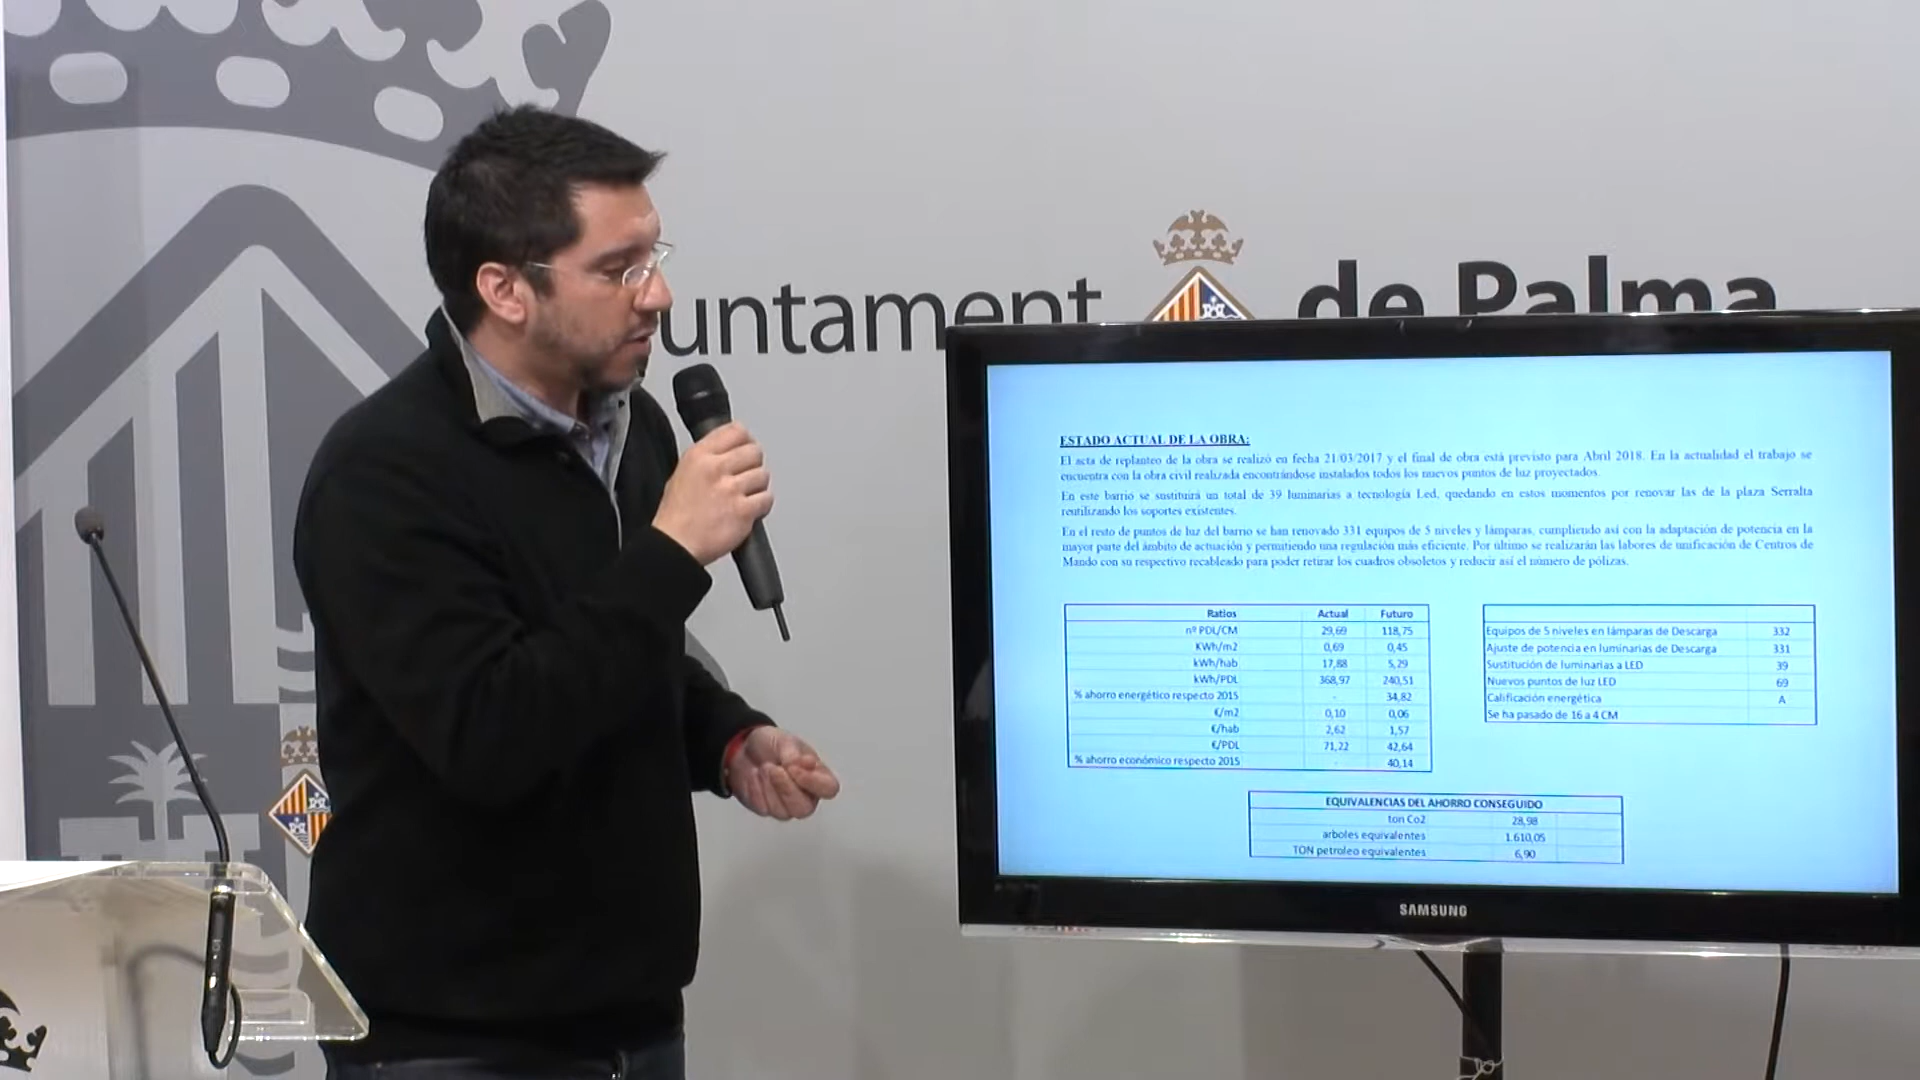 untament de Palma
ESTADO ACTUAL DE LA OBRA:
El acta de replanteo de la obra se realizó en fecha 21/03/2017 y el final de obra está previsto para Abril 2018. En la actualidad el trabajo se
encuentra con la obra civil realizada encontrándose instalados todos los nuevos puntos de luz proyectados.
En este barrio se sustituirá un total de 39 luminarias a tecnología Led, quedando en estos momentos por renovar las de la plaza Serralta
reutilizando los soportes existentes.
En el resto de puntos de luz del barrio se han renovado 331 equipos de 5 niveles y lámparas, cumpliendo así con la adaptación de potencia en la
mayor parte del ámbito de actuación y permitiendo una regulación más eficiente. Por último se realizarán las labores de unificación de Centros de
Mando con su respectivo recableado para poder retirar los cuadros obsoletos y reducir así el número de pólizas.
Ratios Actual Futuro
nº PDL/CM 29,69 118,75
KWh/m2 0,69 0,45
kWh/hab 17,88 5,29
kWh/PDL 368,97 240,51
% ahorro energético respecto 2015 - 34,82
€/m2 0,10 0,06
€/hab 2,62 1,57
€/PDL 71,22 42,64
% ahorro económico respecto 2015 - 40,14
Equipos de 5 niveles en lámparas de Descarga 332
Ajuste de potencia en luminarias de Descarga 331
Sustitución de luminarias a LED 39
Nuevos puntos de luz LED 69
Calificación energética A
Se ha pasado de 16 a 4 CM
EQUIVALENCIAS DEL AHORRO CONSEGUIDO
ton Co2 28,98
arboles equivalentes 1.610,05
TON petroleo equivalentes 6,90
SAMSUNG